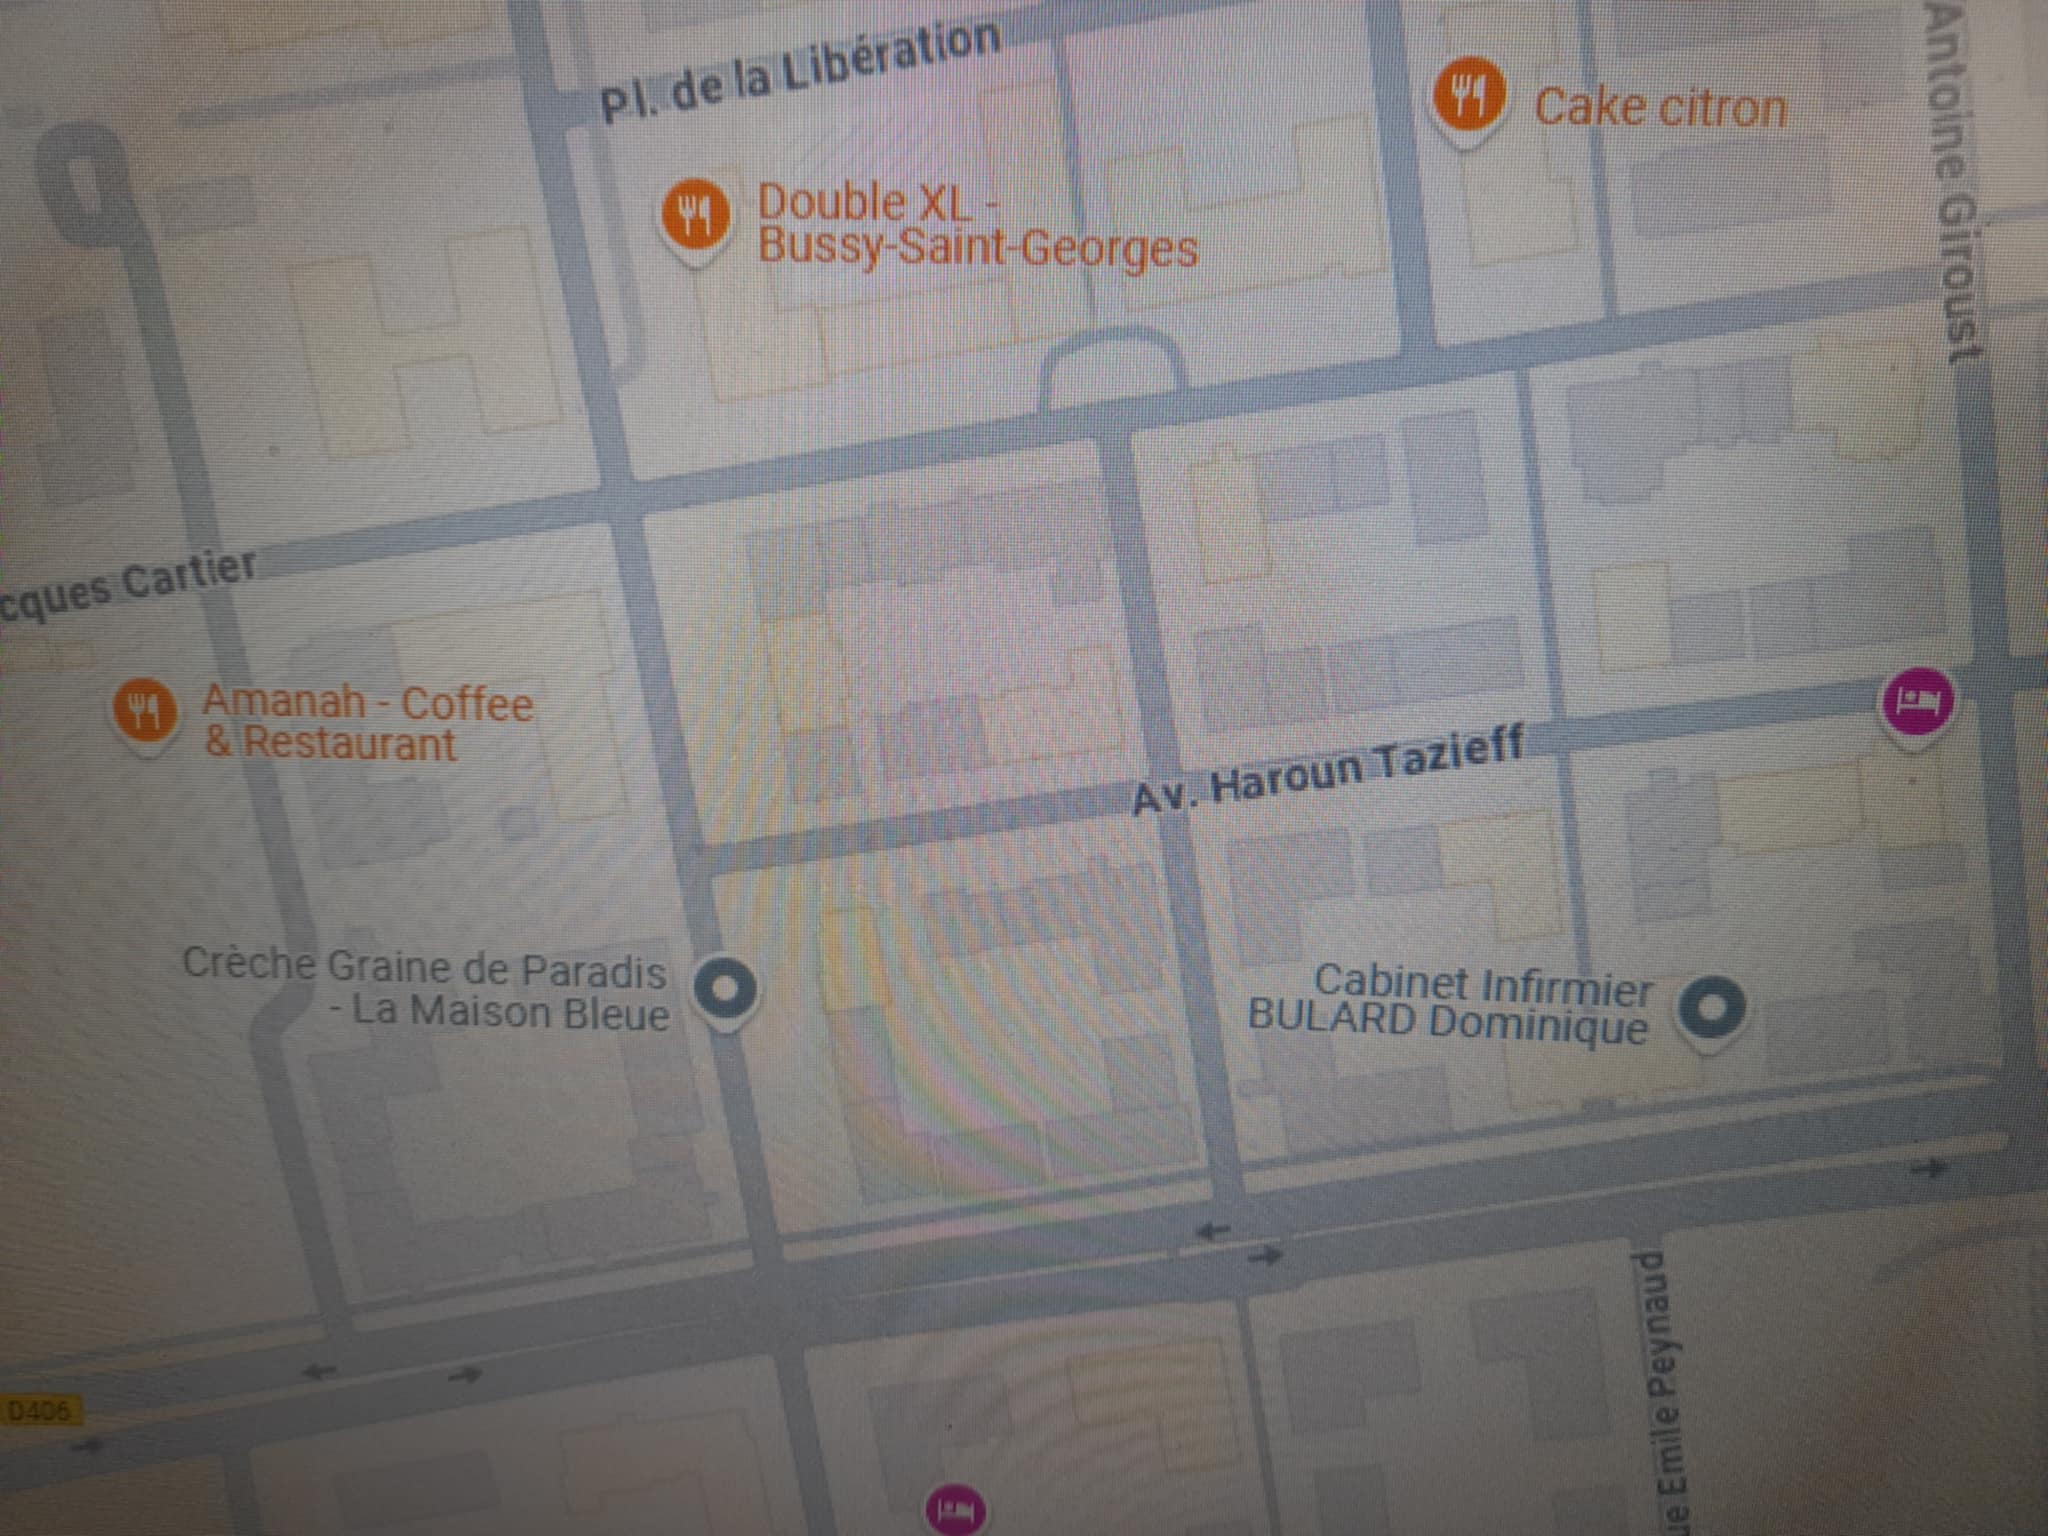 Pl. de la Libération
Antoine Giroust
Cake citron
Double XL -
Bussy-Saint-Georges
cques Cartier
Amanah - Coffee
& Restaurant
Av. Haroun Tazieff
Crèche Graine de Paradis
- La Maison Bleue
Cabinet Infirmier
BULARD Dominique
ue Emile Peynaud
D406